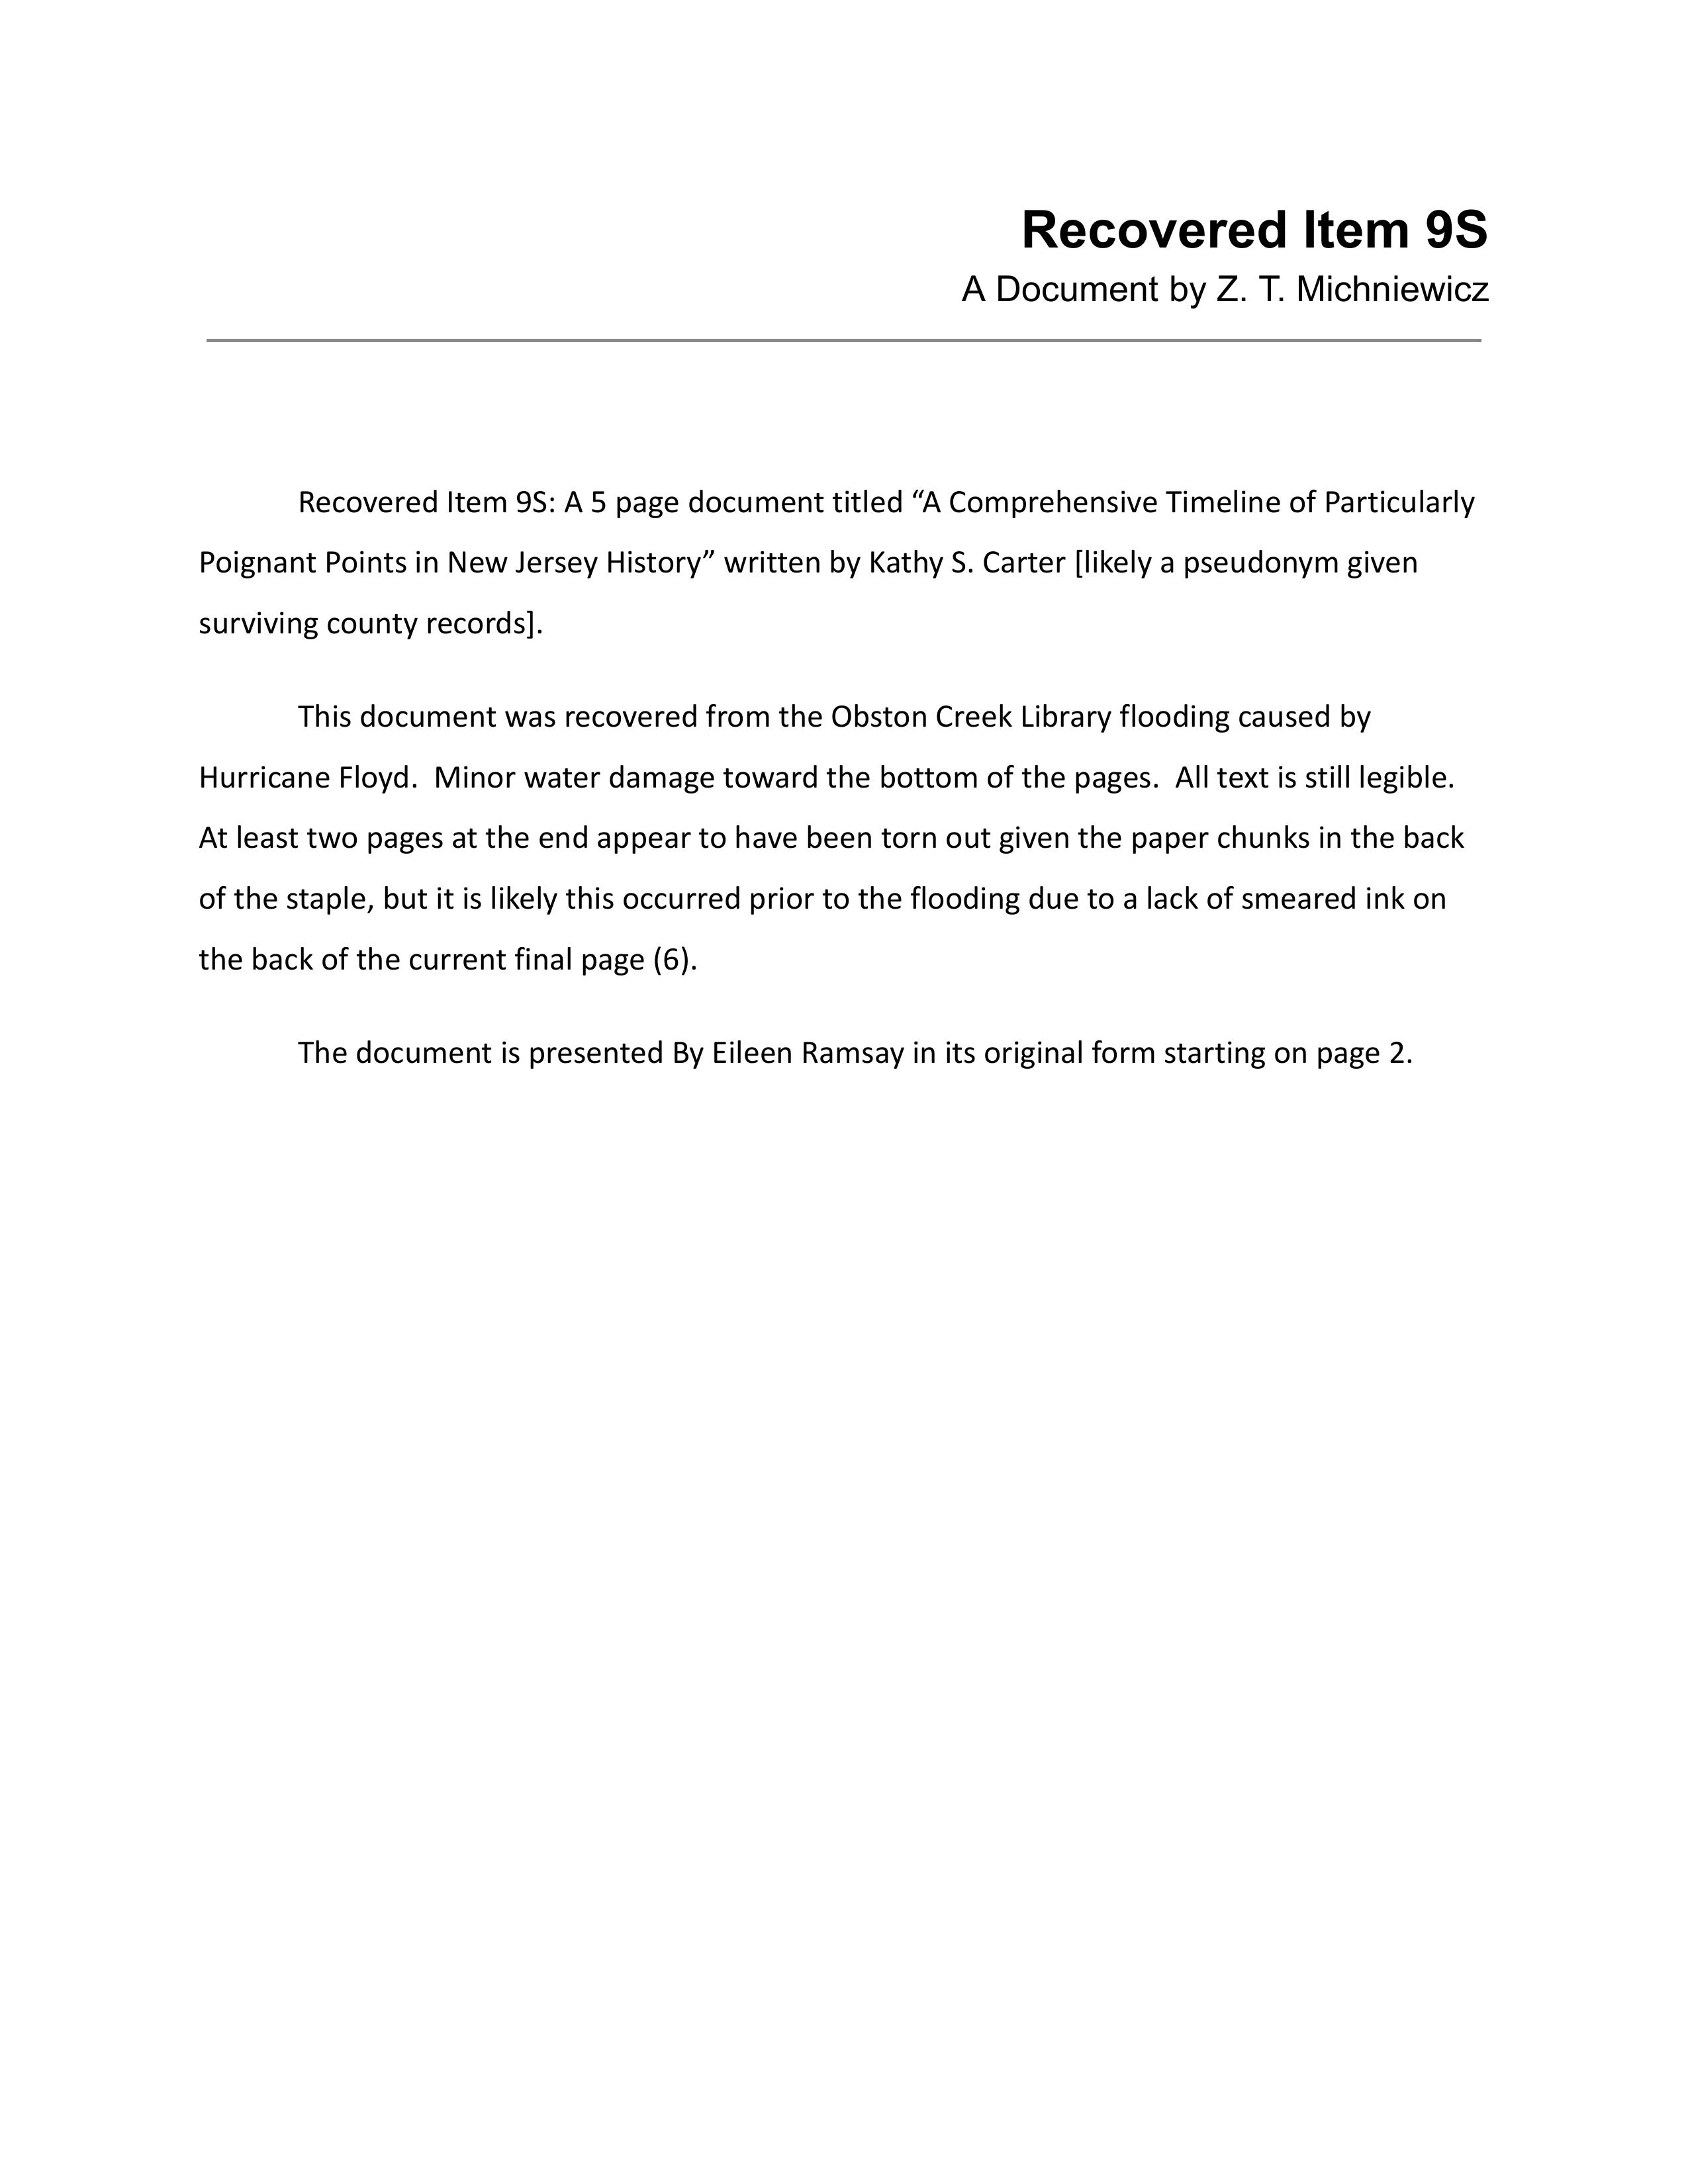 Recovered Item 9S
A Document by Z. T. Michniewicz
Recovered Item 9S: A 5 page document titled “A Comprehensive Timeline of Particularly
Poignant Points in New Jersey History” written by Kathy S. Carter [likely a pseudonym given
surviving county records].
This document was recovered from the Obston Creek Library flooding caused by
Hurricane Floyd.  Minor water damage toward the bottom of the pages.  All text is still legible.
At least two pages at the end appear to have been torn out given the paper chunks in the back
of the staple, but it is likely this occurred prior to the flooding due to a lack of smeared ink on
the back of the current final page (6).
The document is presented By Eileen Ramsay in its original form starting on page 2.